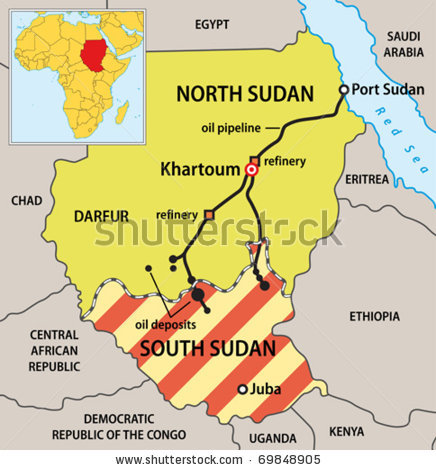 EGYPT
SAUDI
ARABIA
NORTH SUDAN
Port Sudan
oil pipeline
Red Sea
Khartoum
refinery
ERITREA
CHAD
DARFUR
refinery
shutterstock
oil deposits
ETHIOPIA
CENTRAL
AFRICAN
REPUBLIC
SOUTH SUDAN
Juba
DEMOCRATIC
REPUBLIC OF THE CONGO
UGANDA
KENYA
www.shutterstock.com · 69848905